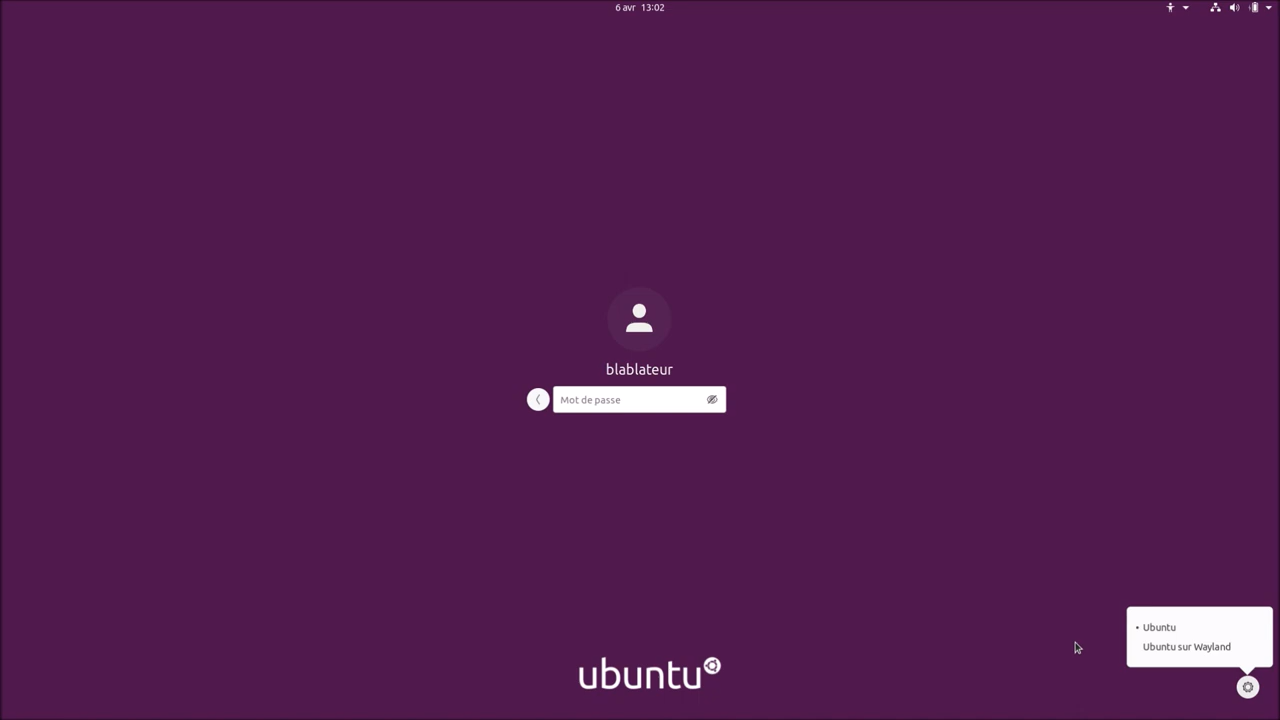 6 avr 13:02
blablateur
Mot de passe
Ubuntu
Ubuntu sur Wayland
ubuntu